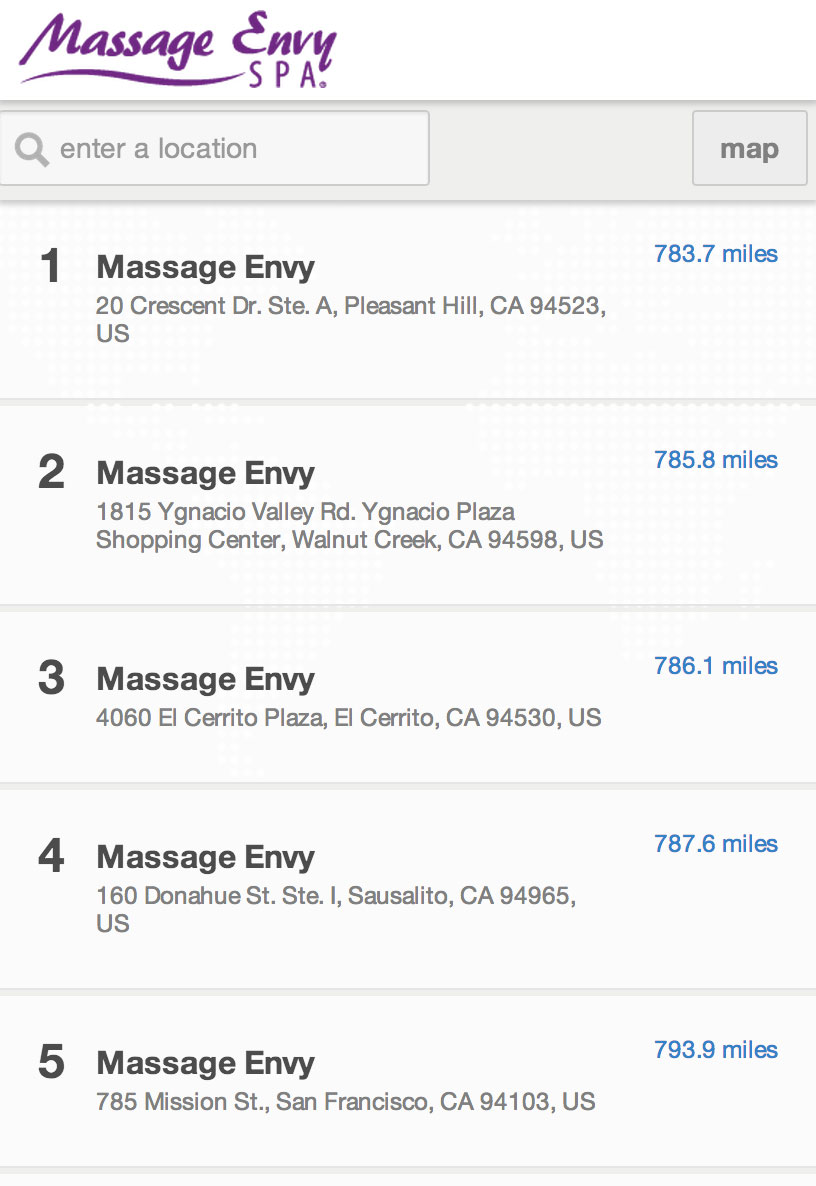 Massage Envy
SPA®
enter a location
map
1
Massage Envy
783.7 miles
20 Crescent Dr. Ste. A, Pleasant Hill, CA 94523,
US
2
Massage Envy
785.8 miles
1815 Ygnacio Valley Rd. Ygnacio Plaza
Shopping Center, Walnut Creek, CA 94598, US
3
Massage Envy
786.1 miles
4060 El Cerrito Plaza, El Cerrito, CA 94530, US
4
Massage Envy
787.6 miles
160 Donahue St. Ste. I, Sausalito, CA 94965,
US
5
Massage Envy
793.9 miles
785 Mission St., San Francisco, CA 94103, US